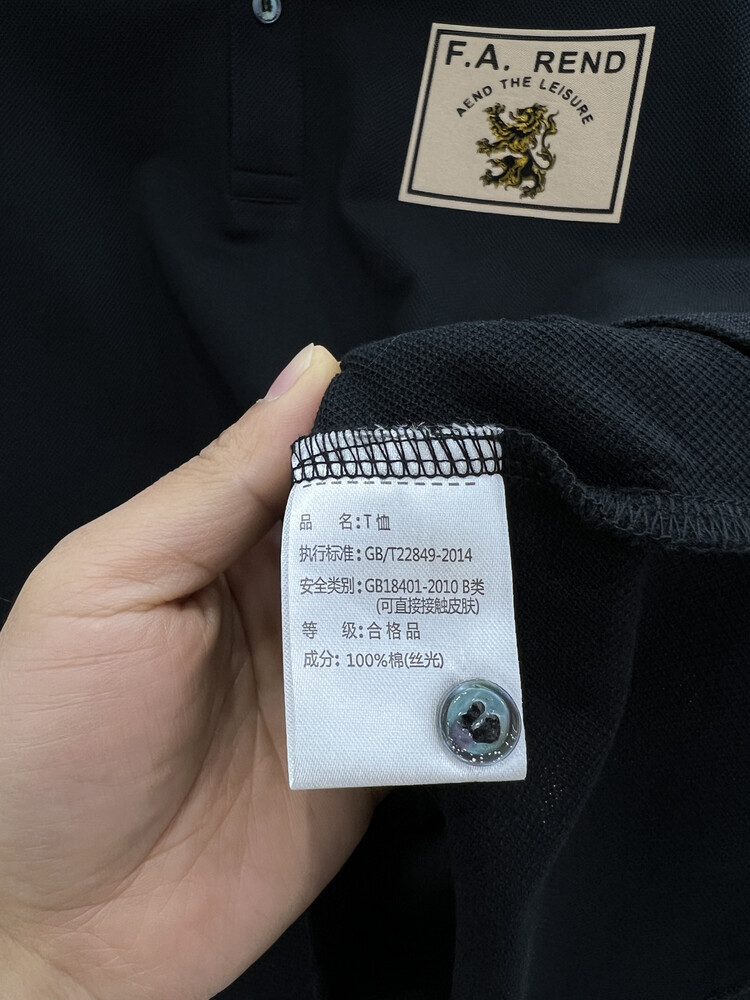 F.A. REND
AEND THE LEISURE
品 名:T恤
执行标准:GB/T22849-2014
安全类别:GB18401-2010 B类
(可直接接触皮肤)
等 级:合格品
成分: 100%棉(丝光)